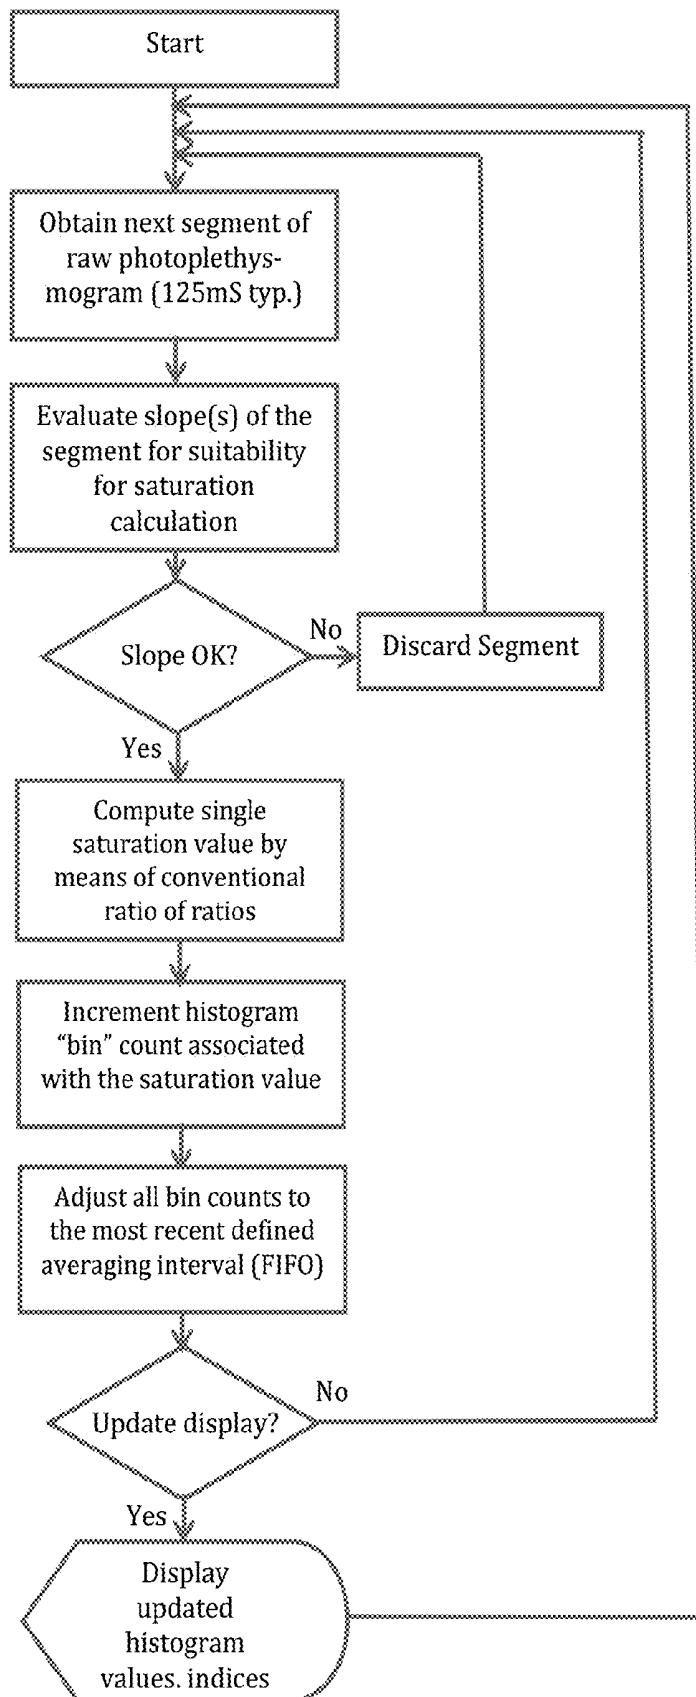 Start
Obtain next segment of
raw photoplethys-
mogram (125mS typ.)
Evaluate slope(s) of the
segment for suitability
for saturation
calculation
Slope OK?
No
Discard Segment
Yes
Compute single
saturation value by
means of conventional
ratio of ratios
Increment histogram
“bin” count associated
with the saturation value
Adjust all bin counts to
the most recent defined
averaging interval (FIFO)
Update display?
No
Yes
Display
updated
histogram
values. indices